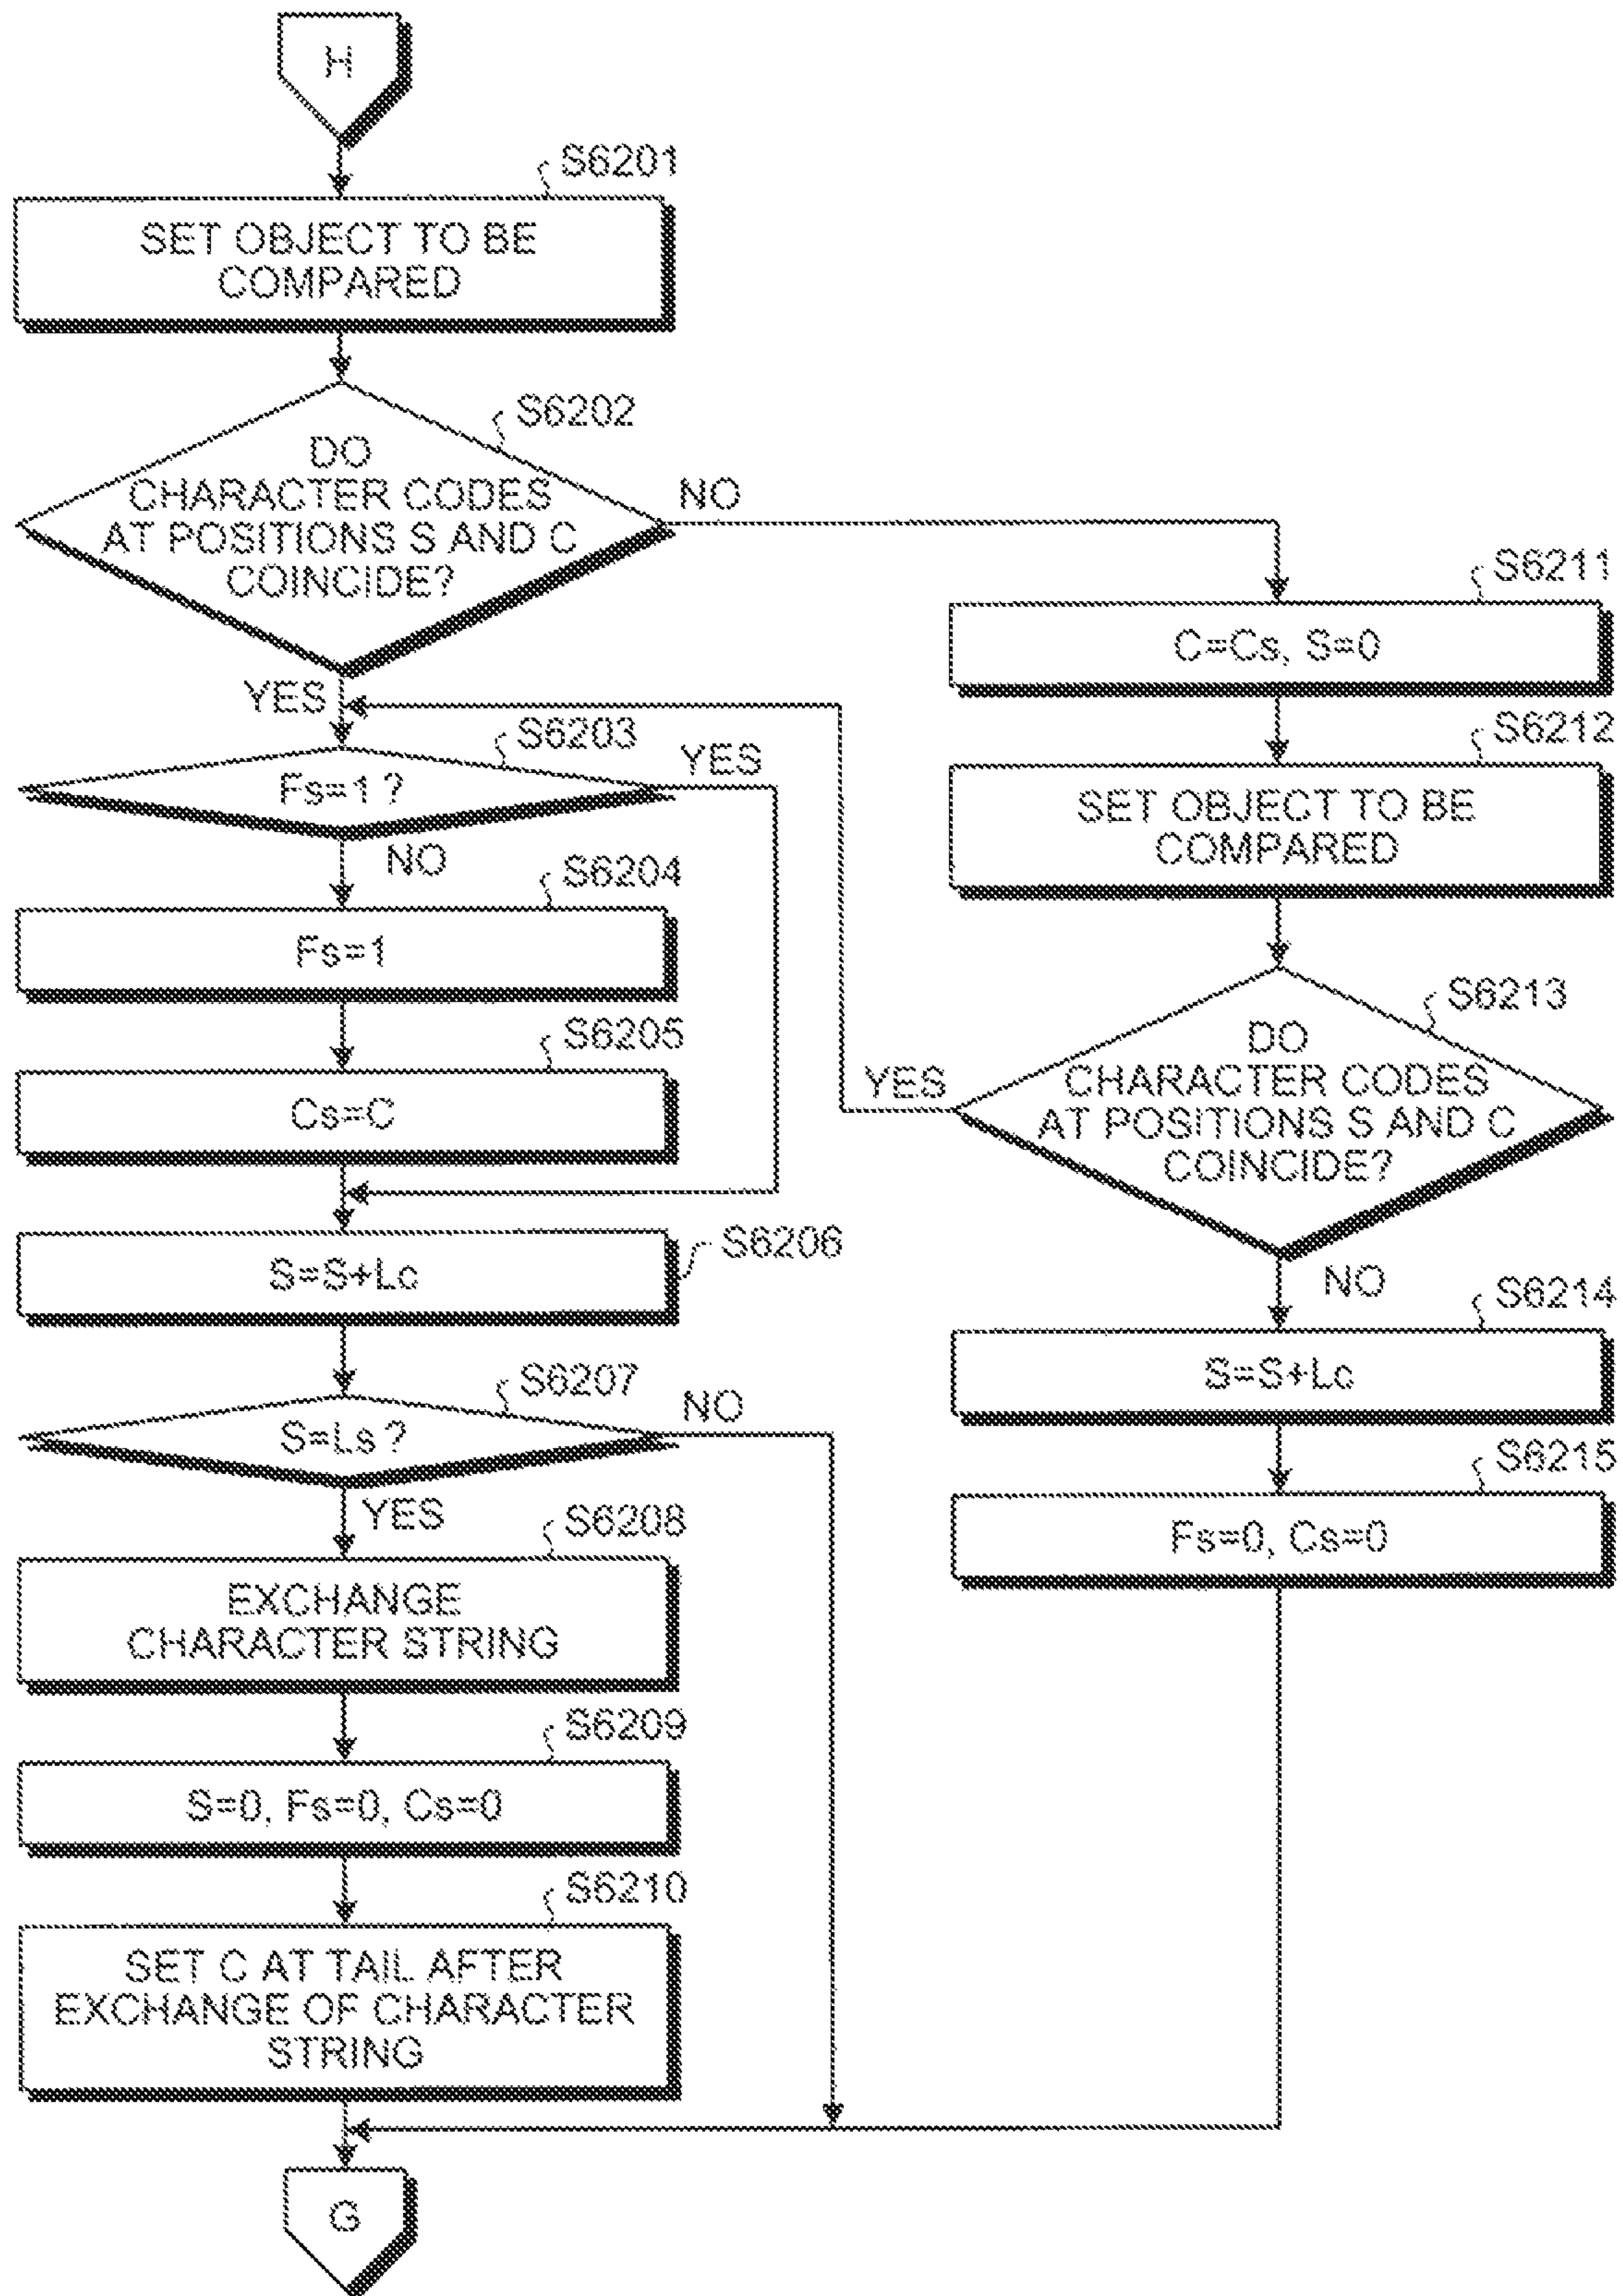 H
S6201
SET OBJECT TO BE
COMPARED
S6202
DO
CHARACTER CODES
AT POSITIONS S AND C
COINCIDE?
NO
YES
S6203
Fs=1 ?
YES
NO
S6204
Fs=1
S6205
Cs=C
S6206
S=S+Lc
S6207
S=Ls ?
NO
YES
S6208
EXCHANGE
CHARACTER STRING
S6209
S=0, Fs=0, Cs=0
S6210
SET C AT TAIL AFTER
EXCHANGE OF CHARACTER
STRING
G
S6211
C=Cs, S=0
S6212
SET OBJECT TO BE
COMPARED
S6213
DO
CHARACTER CODES
AT POSITIONS S AND C
COINCIDE?
YES
NO
S6214
S=S+Lc
S6215
Fs=0, Cs=0